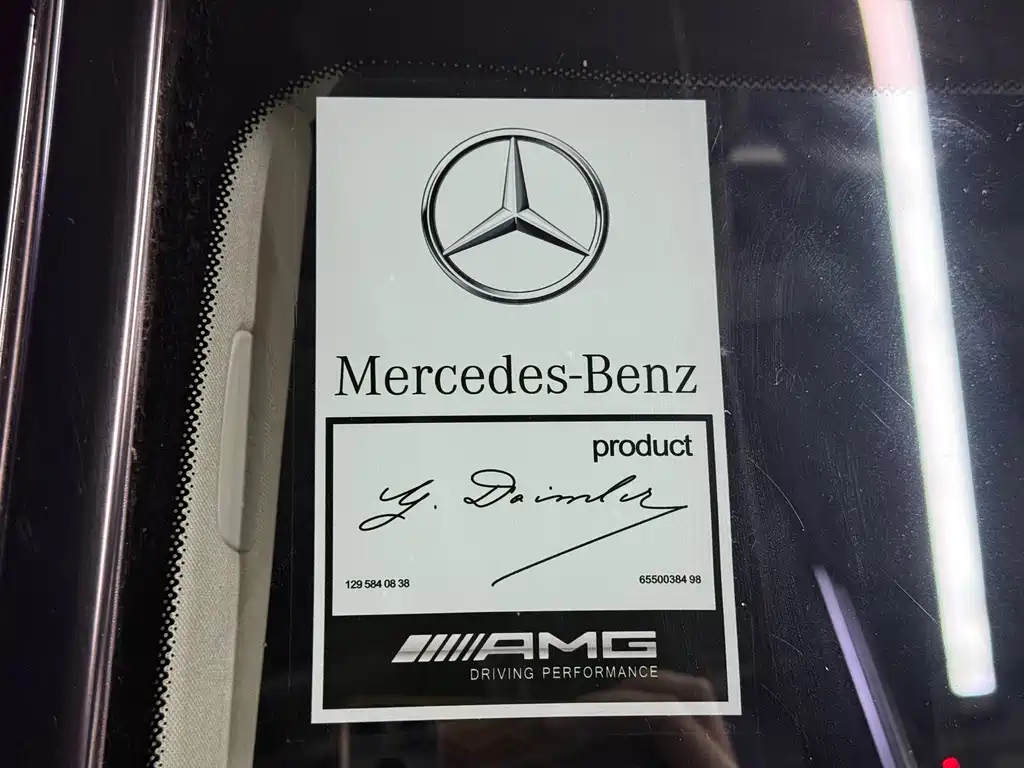 Mercedes-Benz
product
G. Daimler
129 584 08 38
65500384 98
AMG
DRIVING PERFORMANCE